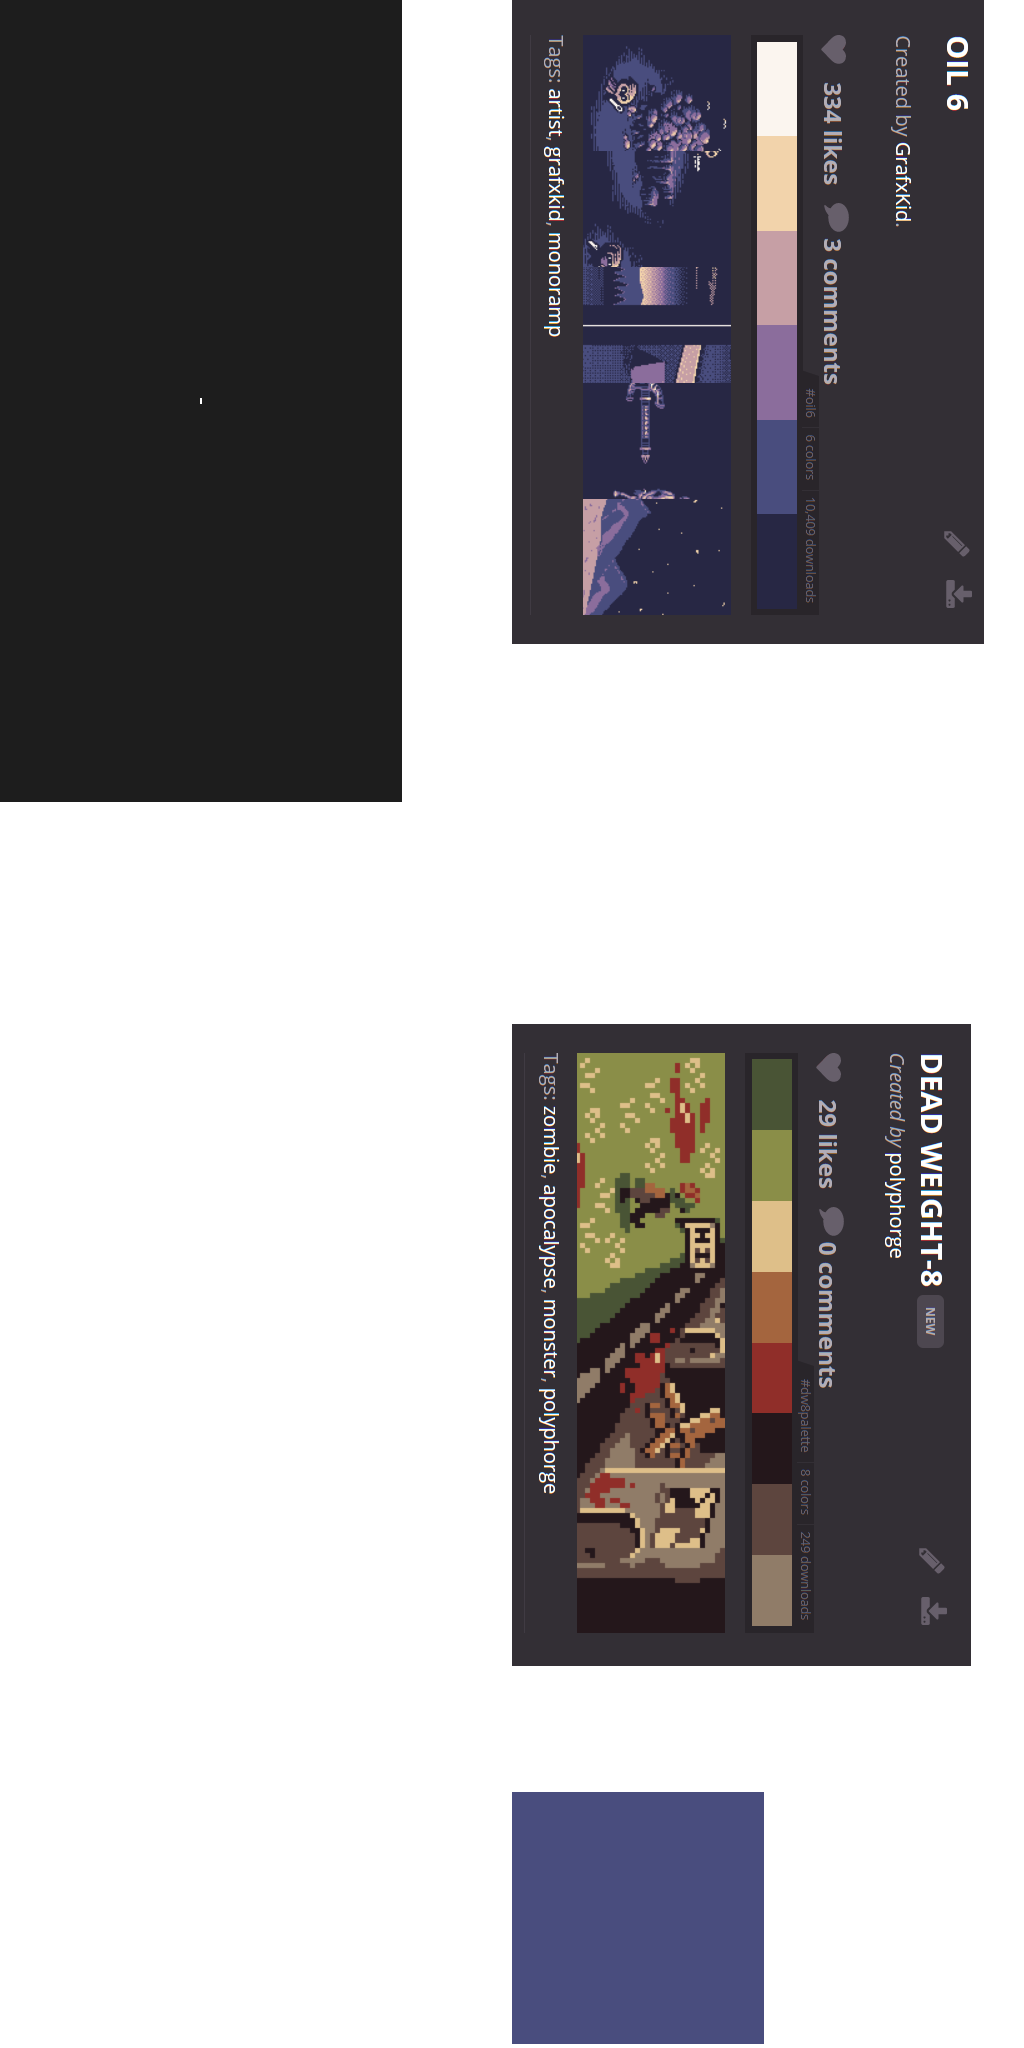 OIL 6
Created by GrafxKid.
334 likes 3 comments
#oil6 6 colors 10,409 downloads
Tags: artist, grafxkid, monoramp
DEAD WEIGHT-8 NEW
Created by polyphorge
29 likes 0 comments
#dw8palette 8 colors 249 downloads
Tags: zombie, apocalypse, monster, polyphorge